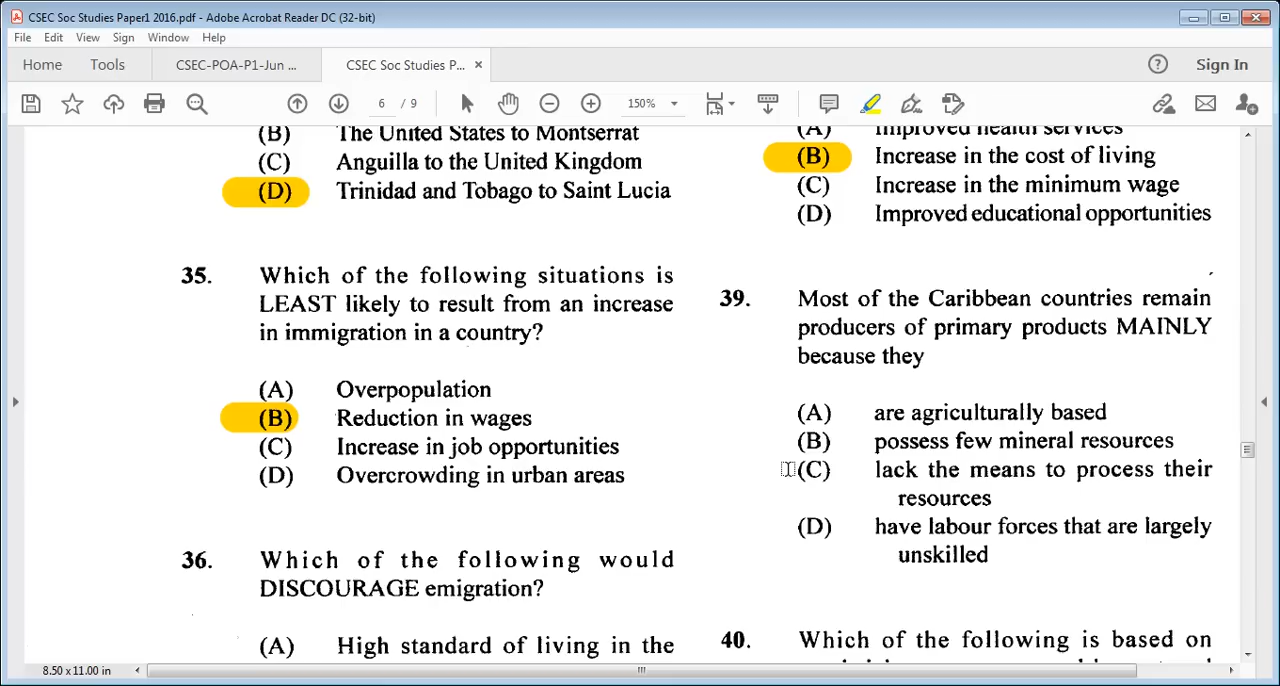 CSEC Soc Studies Paper1 2016.pdf - Adobe Acrobat Reader DC (32-bit)
File Edit View Sign Window Help
Home Tools CSEC-POA-P1-Jun ... CSEC Soc Studies P... × Sign In
6 / 9 150%
(B) The United States to Montserrat
(C) Anguilla to the United Kingdom
(D) Trinidad and Tobago to Saint Lucia
35. Which of the following situations is
LEAST likely to result from an increase
in immigration in a country?
(A) Overpopulation
(B) Reduction in wages
(C) Increase in job opportunities
(D) Overcrowding in urban areas
36. Which of the following would
DISCOURAGE emigration?
(A) High standard of living in the
(A) Improved health services
(B) Increase in the cost of living
(C) Increase in the minimum wage
(D) Improved educational opportunities
39. Most of the Caribbean countries remain
producers of primary products MAINLY
because they
(A) are agriculturally based
(B) possess few mineral resources
(C) lack the means to process their
resources
(D) have labour forces that are largely
unskilled
40. Which of the following is based on
8.50 x 11.00 in